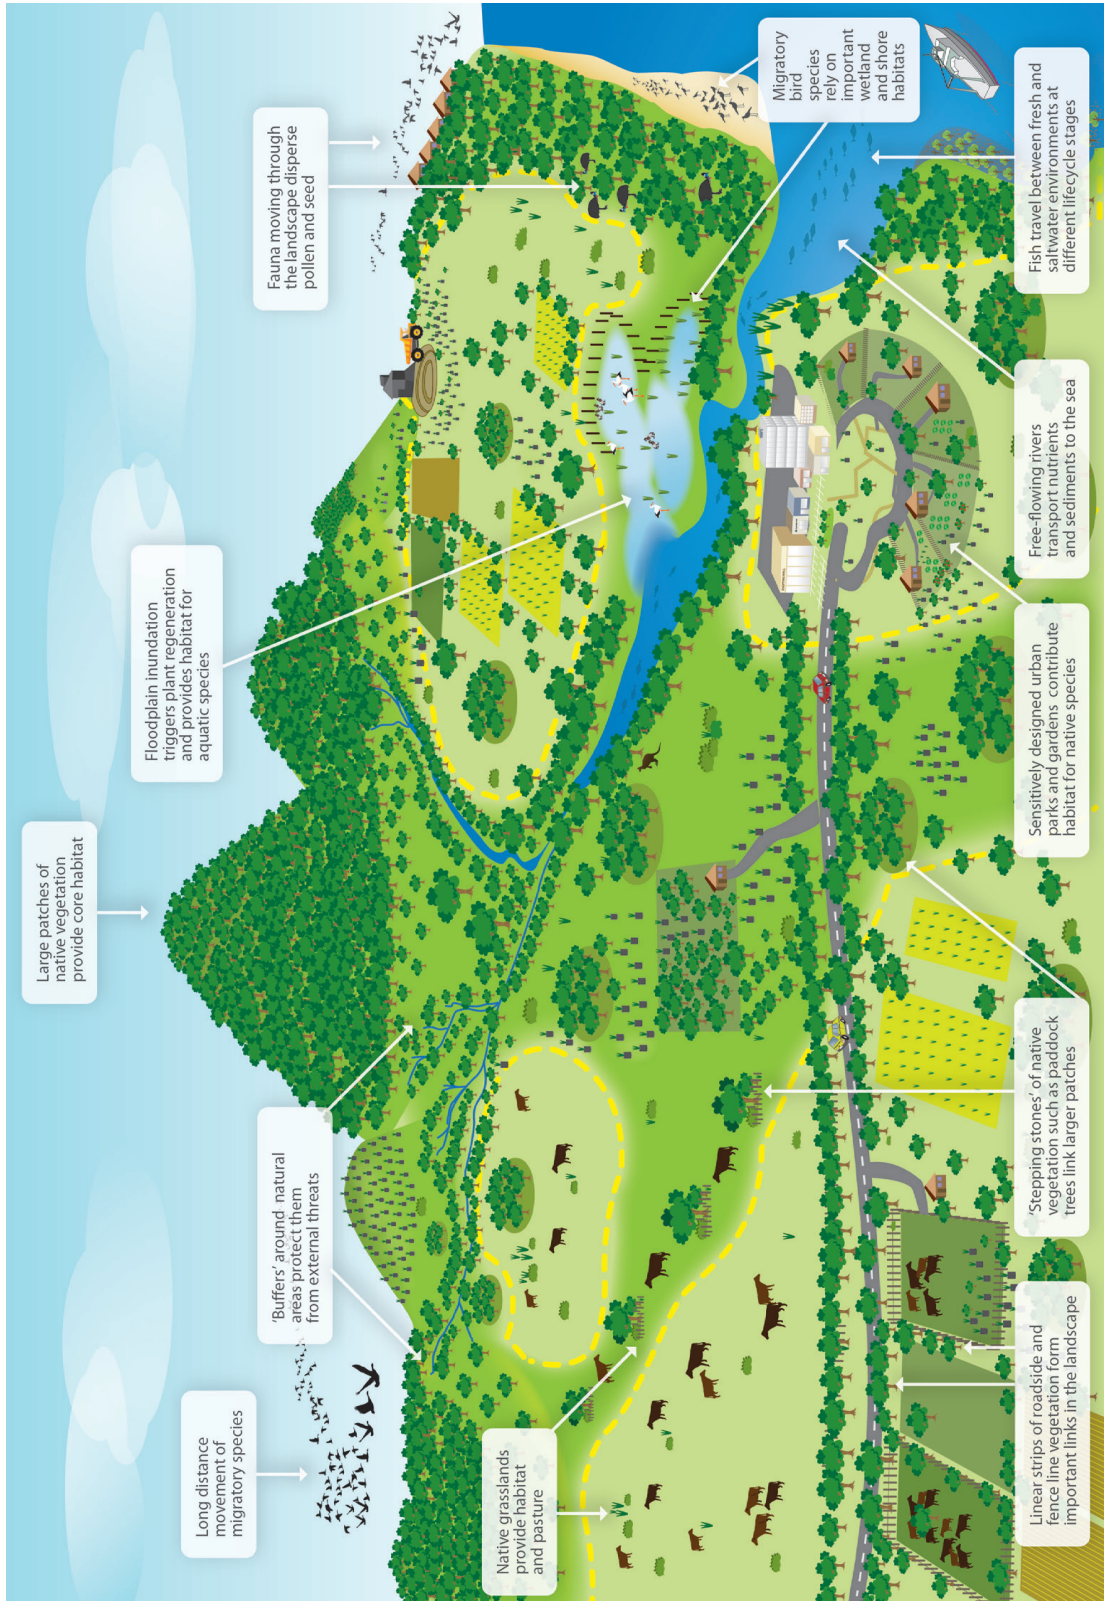 Long distance
movement of
migratory species
'Buffers' around natural
areas protect them
from external threats
Large patches of
native vegetation
provide core habitat
Floodplain inundation
triggers plant regeneration
and provides habitat for
aquatic species
Fauna moving through
the landscape disperse
pollen and seed
Migratory
bird
species
rely on
important
wetland
and shore
habitats
Native grasslands
provide habitat
and pasture
Linear strips of roadside and
fence line vegetation form
important links in the landscape
'Stepping stones' of native
vegetation such as paddock
trees link larger patches
Sensitively designed urban
parks and gardens contribute
habitat for native species
Free-flowing rivers
transport nutrients
and sediments to the sea
Fish travel between fresh and
saltwater environments at
different lifecycle stages